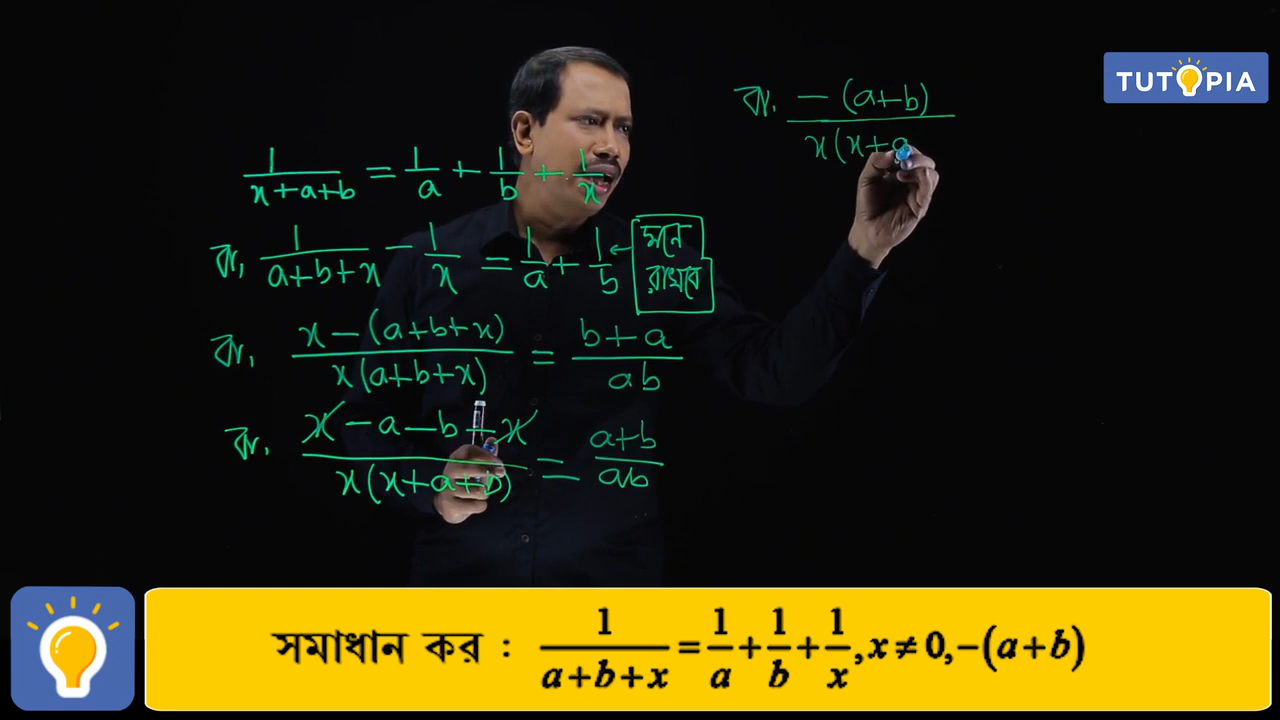 TUTOPIA
1/(x+a+b) = 1/a + 1/b + 1/x
বা, 1/(a+b+x) - 1/x = 1/a + 1/b ← মনে রাখবে
বা, (x-(a+b+x))/(x(a+b+x)) = (b+a)/(ab)
বা, (x-a-b-x)/(x(x+a+b)) = (a+b)/(ab)
বা, (-(a+b))/(x(x+a
সমাধান কর : 1/(a+b+x) = 1/a + 1/b + 1/x, x ≠ 0, -(a+b)